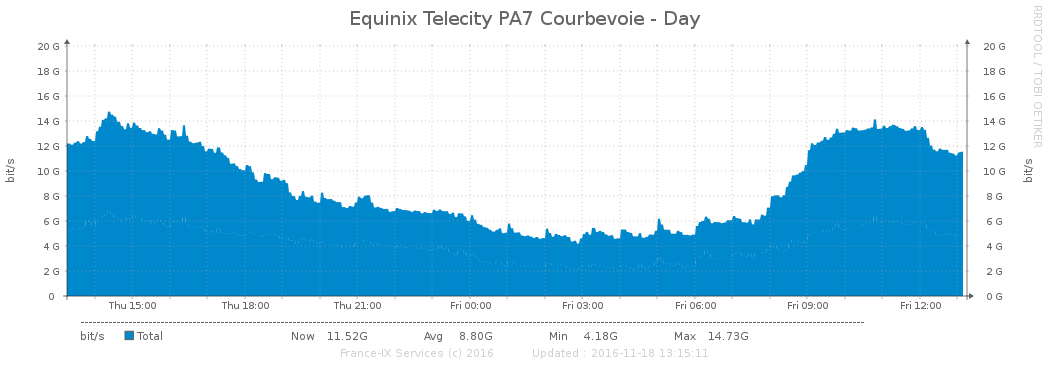 Equinix Telecity PA7 Courbevoie - Day
RRDTOOL / TOBI OETIKER
bit/s
20 G 20 G
18 G 18 G
16 G 16 G
14 G 14 G
12 G 12 G
10 G 10 G
8 G 8 G
6 G 6 G
4 G 4 G
2 G 2 G
0 0 G
bit/s
Thu 15:00 Thu 18:00 Thu 21:00 Fri 00:00 Fri 03:00 Fri 06:00 Fri 09:00 Fri 12:00
bit/s Total Now 11.52G Avg 8.80G Min 4.18G Max 14.73G
France-IX Services (c) 2016 Updated : 2016-11-18 13:15:11